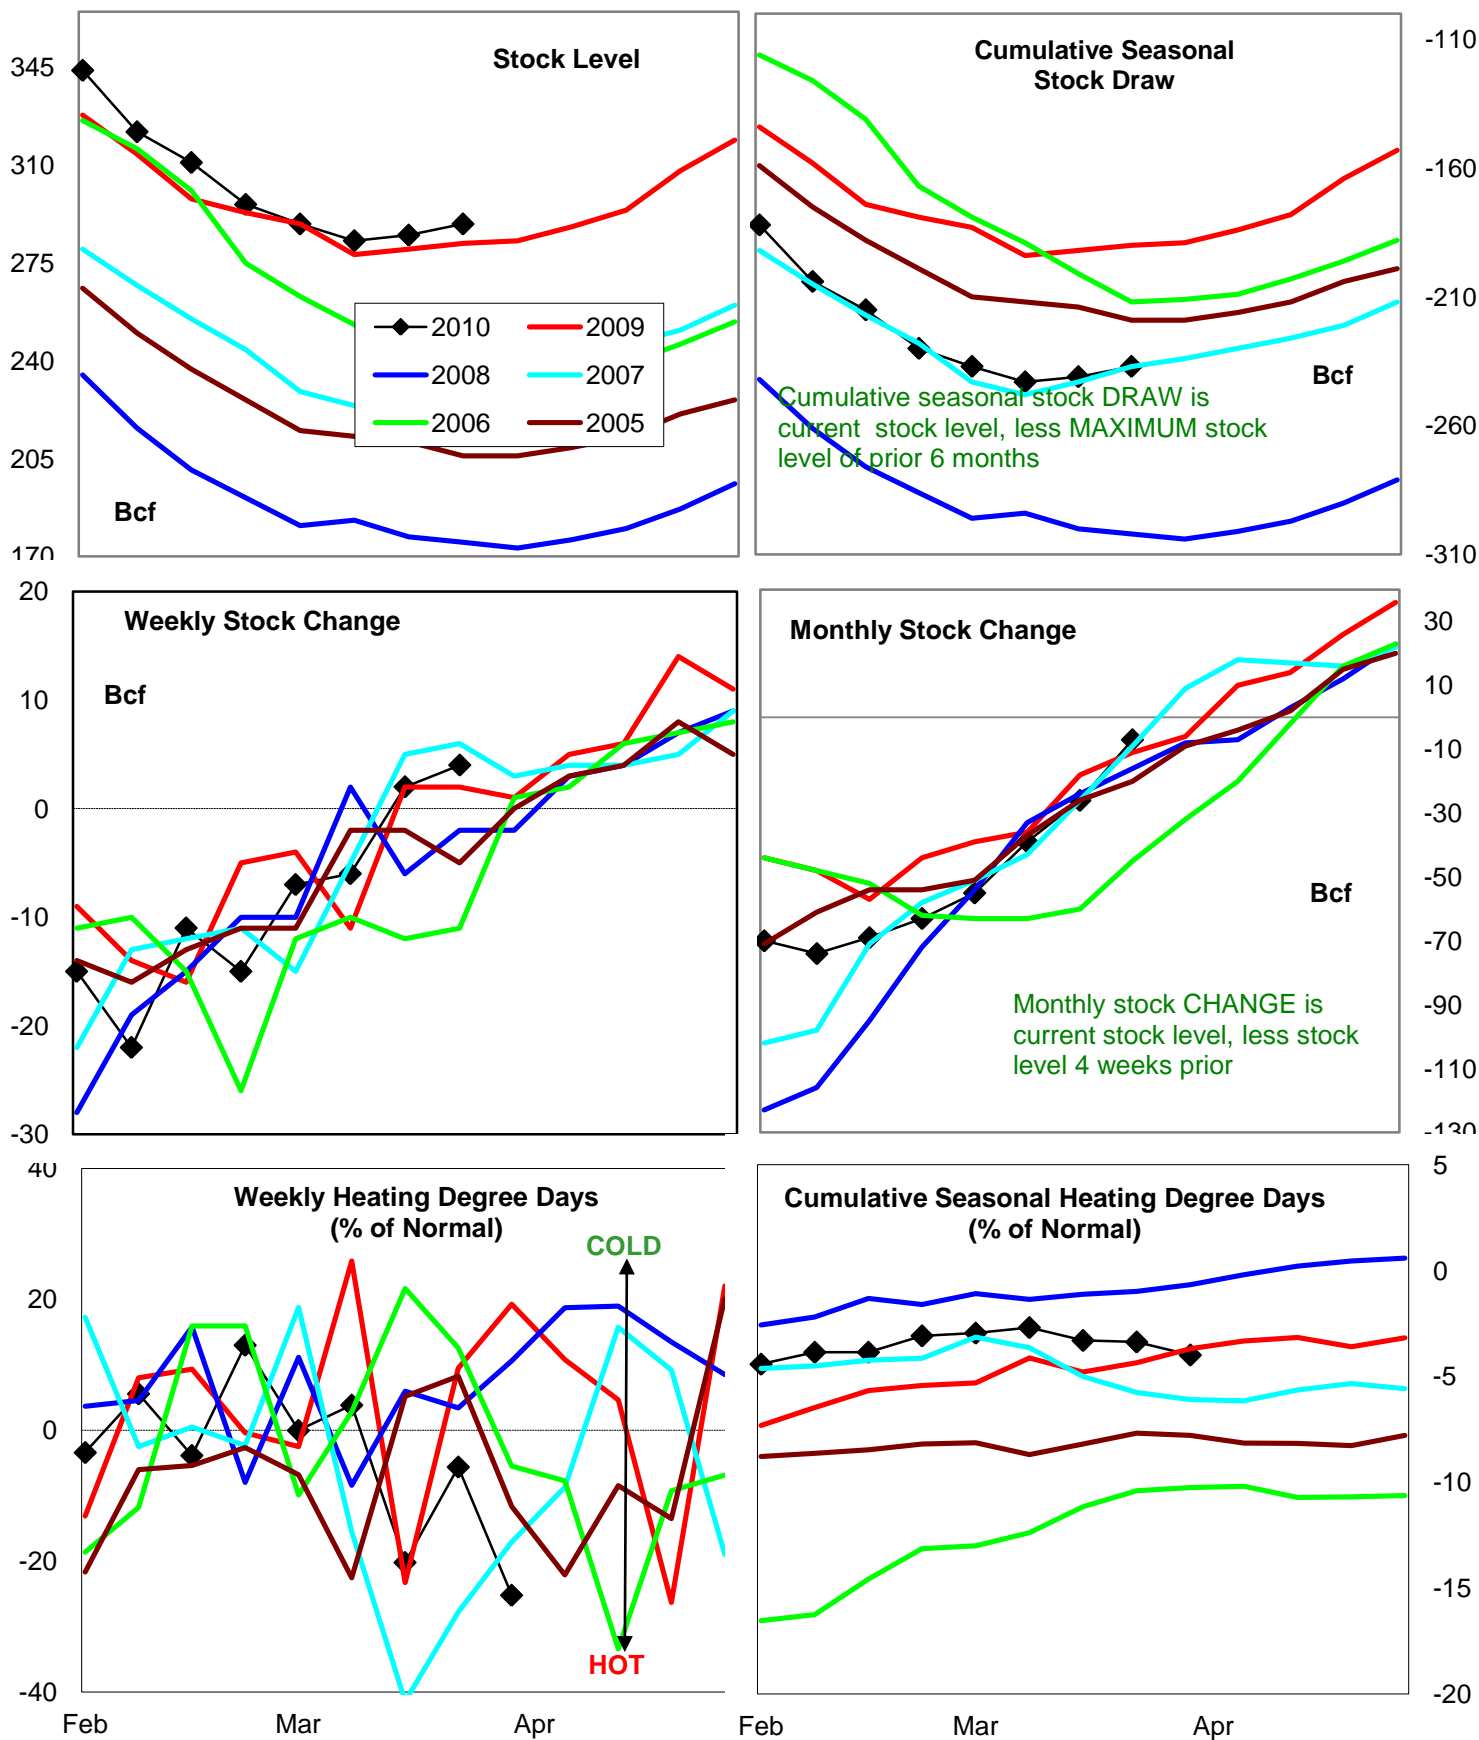 Stock Level
345
310
275
240
205
170
Bcf
2010
2009
2008
2007
2006
2005
Cumulative Seasonal
Stock Draw
-110
-160
-210
-260
-310
Bcf
Cumulative seasonal stock DRAW is
current stock level, less MAXIMUM stock
level of prior 6 months
Weekly Stock Change
Bcf
20
10
0
-10
-20
-30
Monthly Stock Change
30
10
-10
-30
-50
-70
-90
-110
-130
Bcf
Monthly stock CHANGE is
current stock level, less stock
level 4 weeks prior
Weekly Heating Degree Days
(% of Normal)
COLD
HOT
40
20
0
-20
-40
Feb
Mar
Apr
Cumulative Seasonal Heating Degree Days
(% of Normal)
5
0
-5
-10
-15
-20
Feb
Mar
Apr